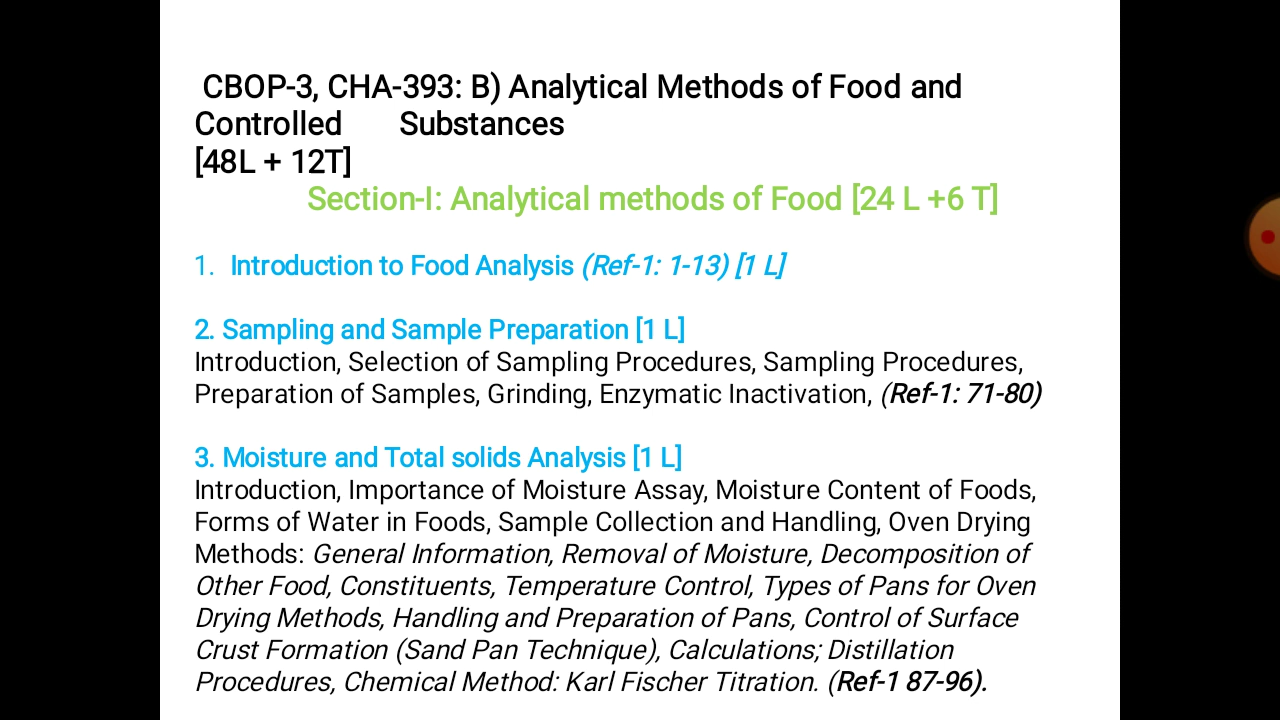 CBOP-3, CHA-393: B) Analytical Methods of Food and
Controlled Substances
[48L + 12T]
Section-I: Analytical methods of Food [24 L +6 T]
1. Introduction to Food Analysis (Ref-1: 1-13) [1 L]
2. Sampling and Sample Preparation [1 L]
Introduction, Selection of Sampling Procedures, Sampling Procedures,
Preparation of Samples, Grinding, Enzymatic Inactivation, (Ref-1: 71-80)
3. Moisture and Total solids Analysis [1 L]
Introduction, Importance of Moisture Assay, Moisture Content of Foods,
Forms of Water in Foods, Sample Collection and Handling, Oven Drying
Methods: General Information, Removal of Moisture, Decomposition of
Other Food, Constituents, Temperature Control, Types of Pans for Oven
Drying Methods, Handling and Preparation of Pans, Control of Surface
Crust Formation (Sand Pan Technique), Calculations; Distillation
Procedures, Chemical Method: Karl Fischer Titration. (Ref-1 87-96).